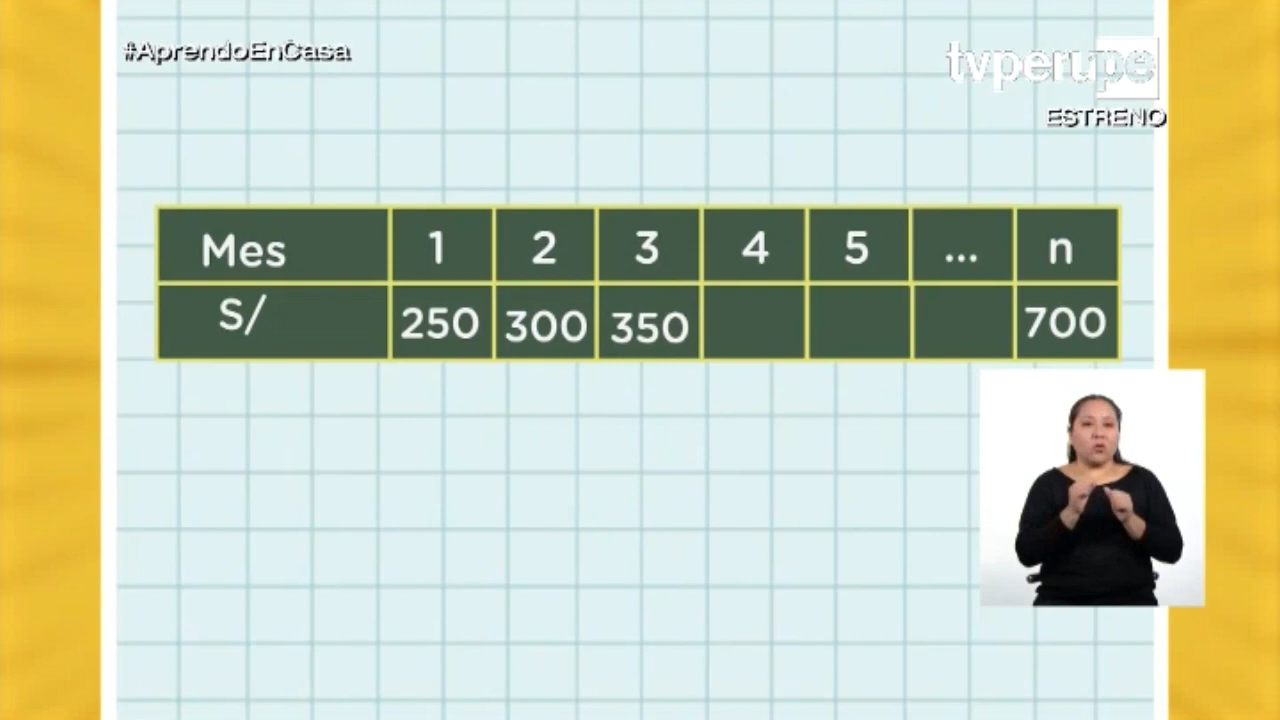 #AprendoEnCasa
tvperupe
ESTRENO
Mes 1 2 3 4 5 ... n
S/ 250 300 350 700